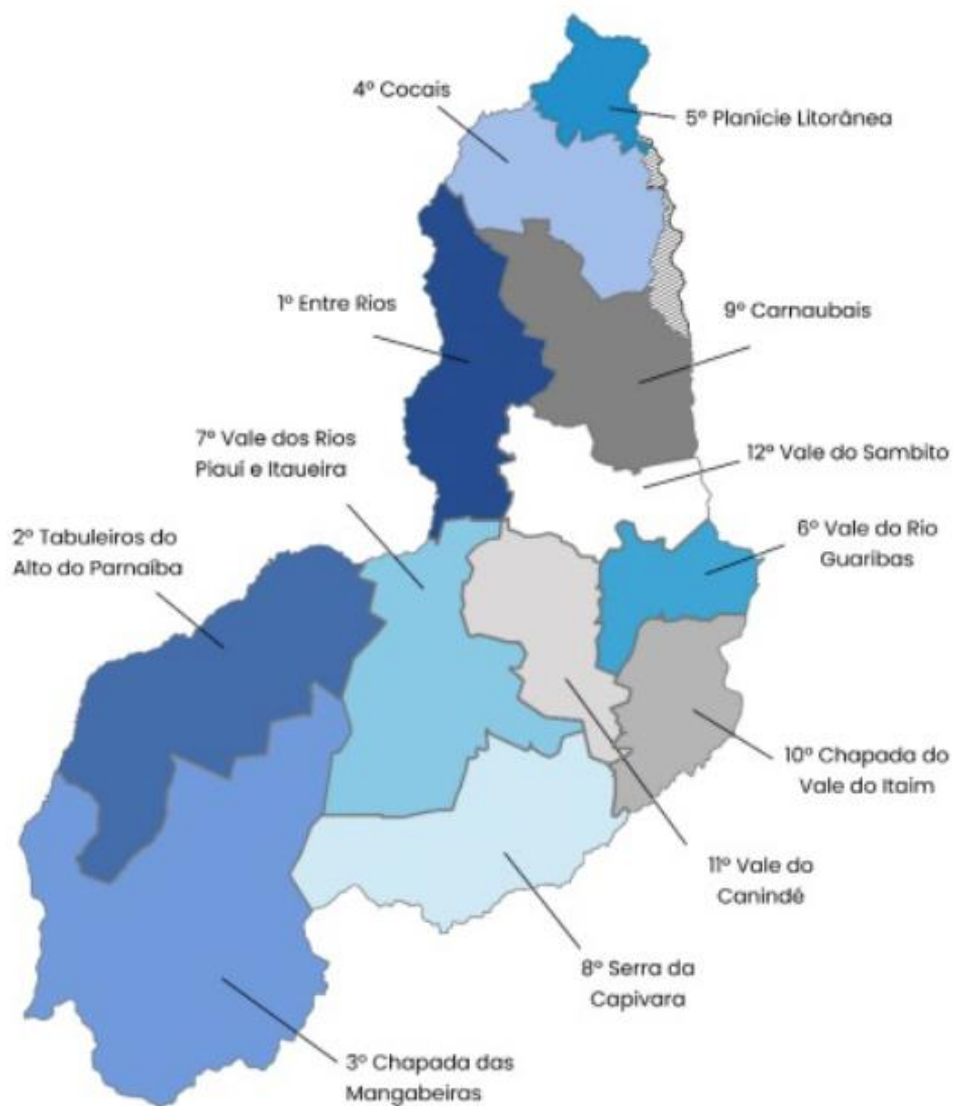 4º Cocais
5º Planície Litorânea
1º Entre Rios
9º Carnaubais
7º Vale dos Rios
Piauí e Itaueira
12º Vale do Sambito
2º Tabuleiros do
Alto do Parnaíba
6º Vale do Rio
Guaribas
10º Chapada do
Vale do Itaim
11º Vale do
Canindé
8º Serra da
Capivara
3º Chapada das
Mangabeiras